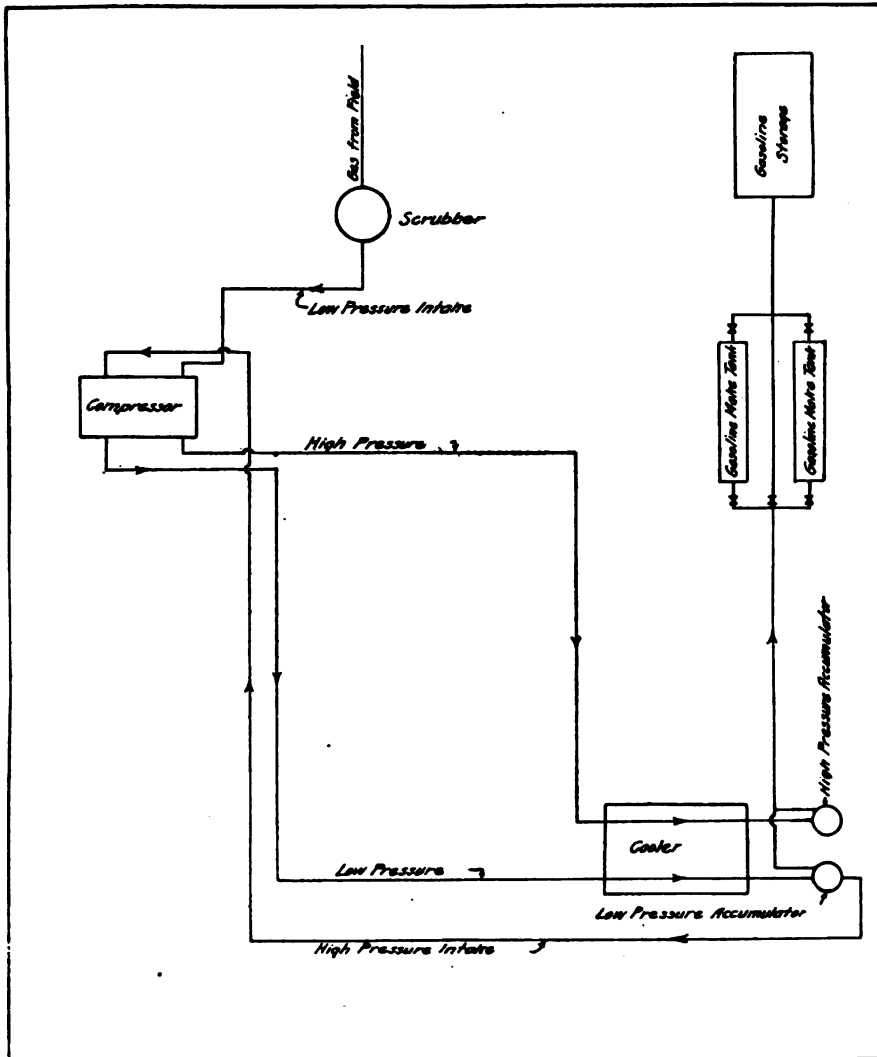 Gas from Field
Gasoline
Storage
Scrubber
Low Pressure Intake
Gasoline Make Tank
Gasoline Make Tank
Compressor
High Pressure
High Pressure Accumulator
Cooler
Low Pressure
Low Pressure Accumulator
High Pressure Intake